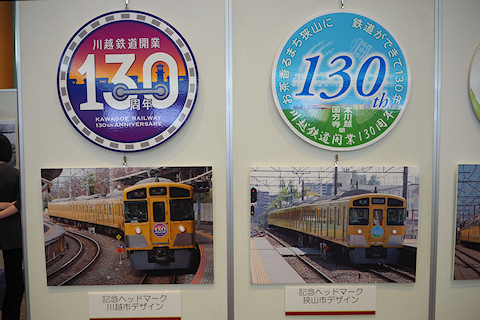 川越鉄道開業
130
周年
KAWAGOE RAILWAY
130th ANNIVERSARY
お茶香るまち狭山に 鉄道ができて130年
130th
本川越
国分寺
間
川越鉄道開業130周年
130
記念ヘッドマーク
川越市デザイン
記念ヘッドマーク
狭山市デザイン